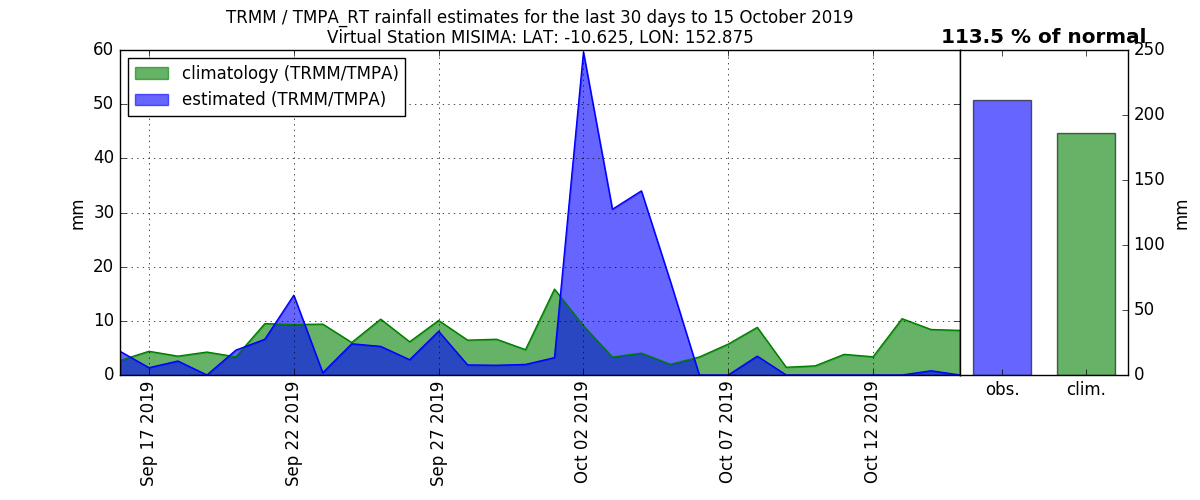 TRMM / TMPA_RT rainfall estimates for the last 30 days to 15 October 2019
Virtual Station MISIMA: LAT: -10.625, LON: 152.875
113.5 % of normal
climatology (TRMM/TMPA)
estimated (TRMM/TMPA)
60
50
40
30
20
10
0
mm
Sep 17 2019
Sep 22 2019
Sep 27 2019
Oct 02 2019
Oct 07 2019
Oct 12 2019
250
200
150
100
50
0
mm
obs.
clim.